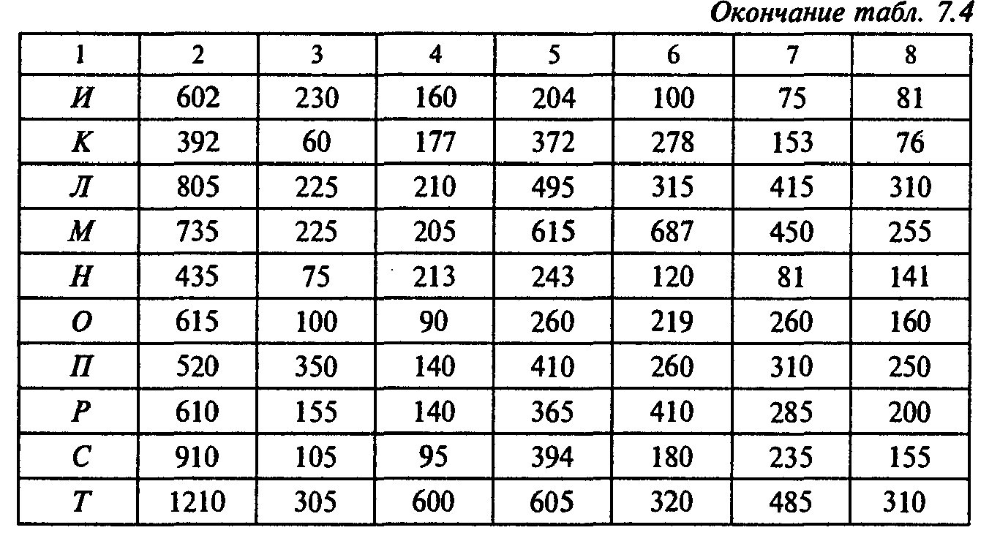 Окончание табл. 7.4
1 2 3 4 5 6 7 8
И 602 230 160 204 100 75 81
К 392 60 177 372 278 153 76
Л 805 225 210 495 315 415 310
М 735 225 205 615 687 450 255
Н 435 75 213 243 120 81 141
О 615 100 90 260 219 260 160
П 520 350 140 410 260 310 250
Р 610 155 140 365 410 285 200
С 910 105 95 394 180 235 155
Т 1210 305 600 605 320 485 310